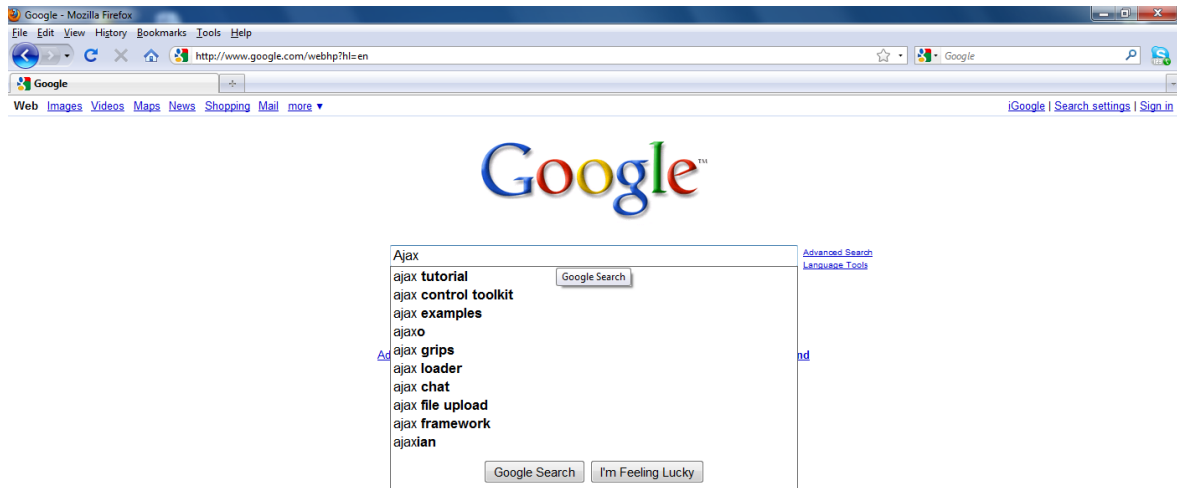 Google - Mozilla Firefox
File Edit View History Bookmarks Tools Help
http://www.google.com/webhp?hl=en
Google
Google
Web Images Videos Maps News Shopping Mail more ▼
iGoogle | Search settings | Sign in
Google™
Ajax
Advanced Search
Language Tools
Google Search
ajax tutorial
ajax control toolkit
ajax examples
ajaxo
ajax grips
ajax loader
ajax chat
ajax file upload
ajax framework
ajaxian
Ad
nd
Google Search I'm Feeling Lucky